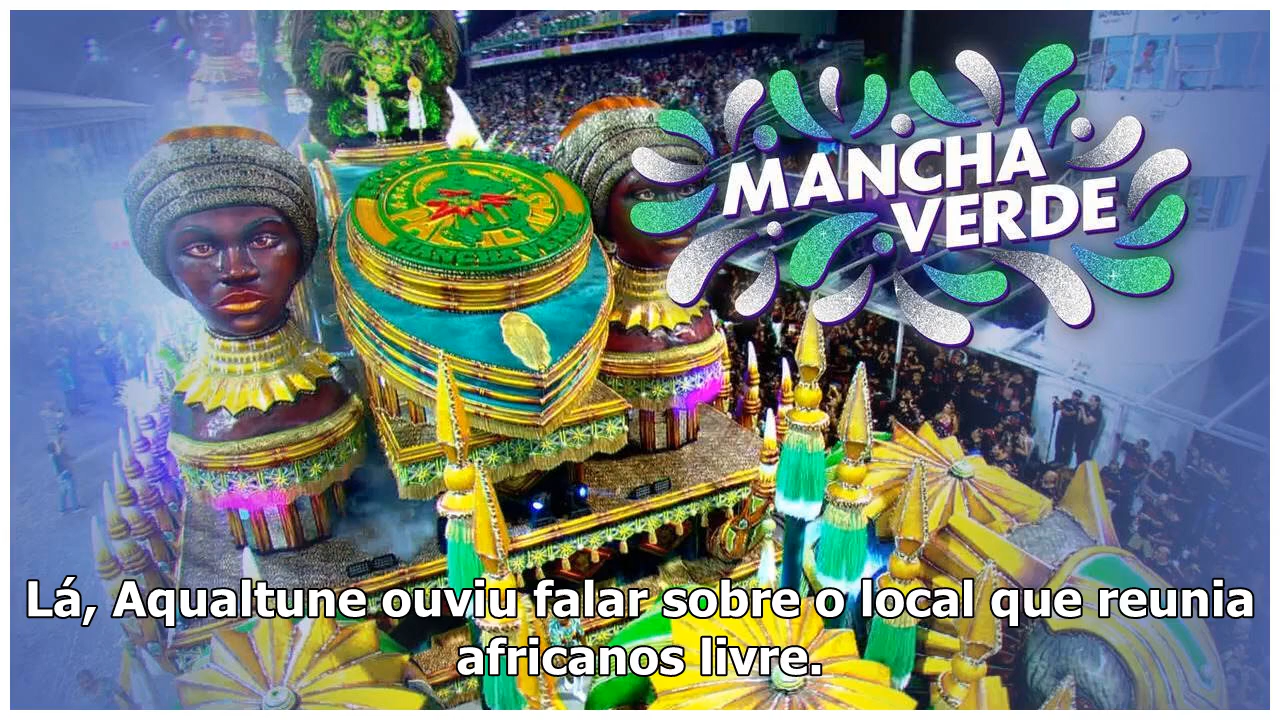 MANCHA
VERDE
Lá, Aqualtune ouviu falar sobre o local que reunia
africanos livre.